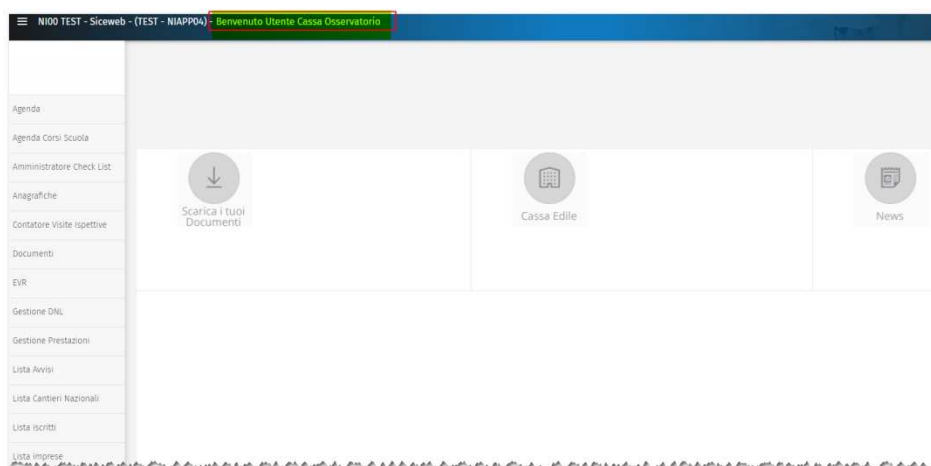 NI00 TEST - Siceweb - (TEST - NIAPP04) - Benvenuto Utente Cassa Osservatorio
Agenda
Agenda Corsi Scuola
Amministratore Check List
Anagrafiche
Contatore Visite Ispettive
Documenti
EVR
Gestione DNL
Gestione Prestazioni
Lista Avvisi
Lista Cantieri Nazionali
Lista Iscritti
Lista imprese
Scarica i tuoi
Documenti
Cassa Edile
News